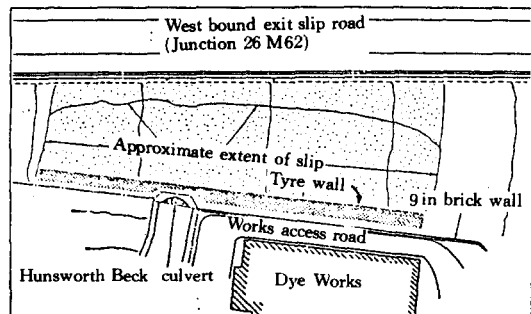 West bound exit slip road
(Junction 26 M62)
Approximate extent of slip
Tyre wall
9 in brick wall
Works access road
Hunsworth Beck culvert
Dye Works